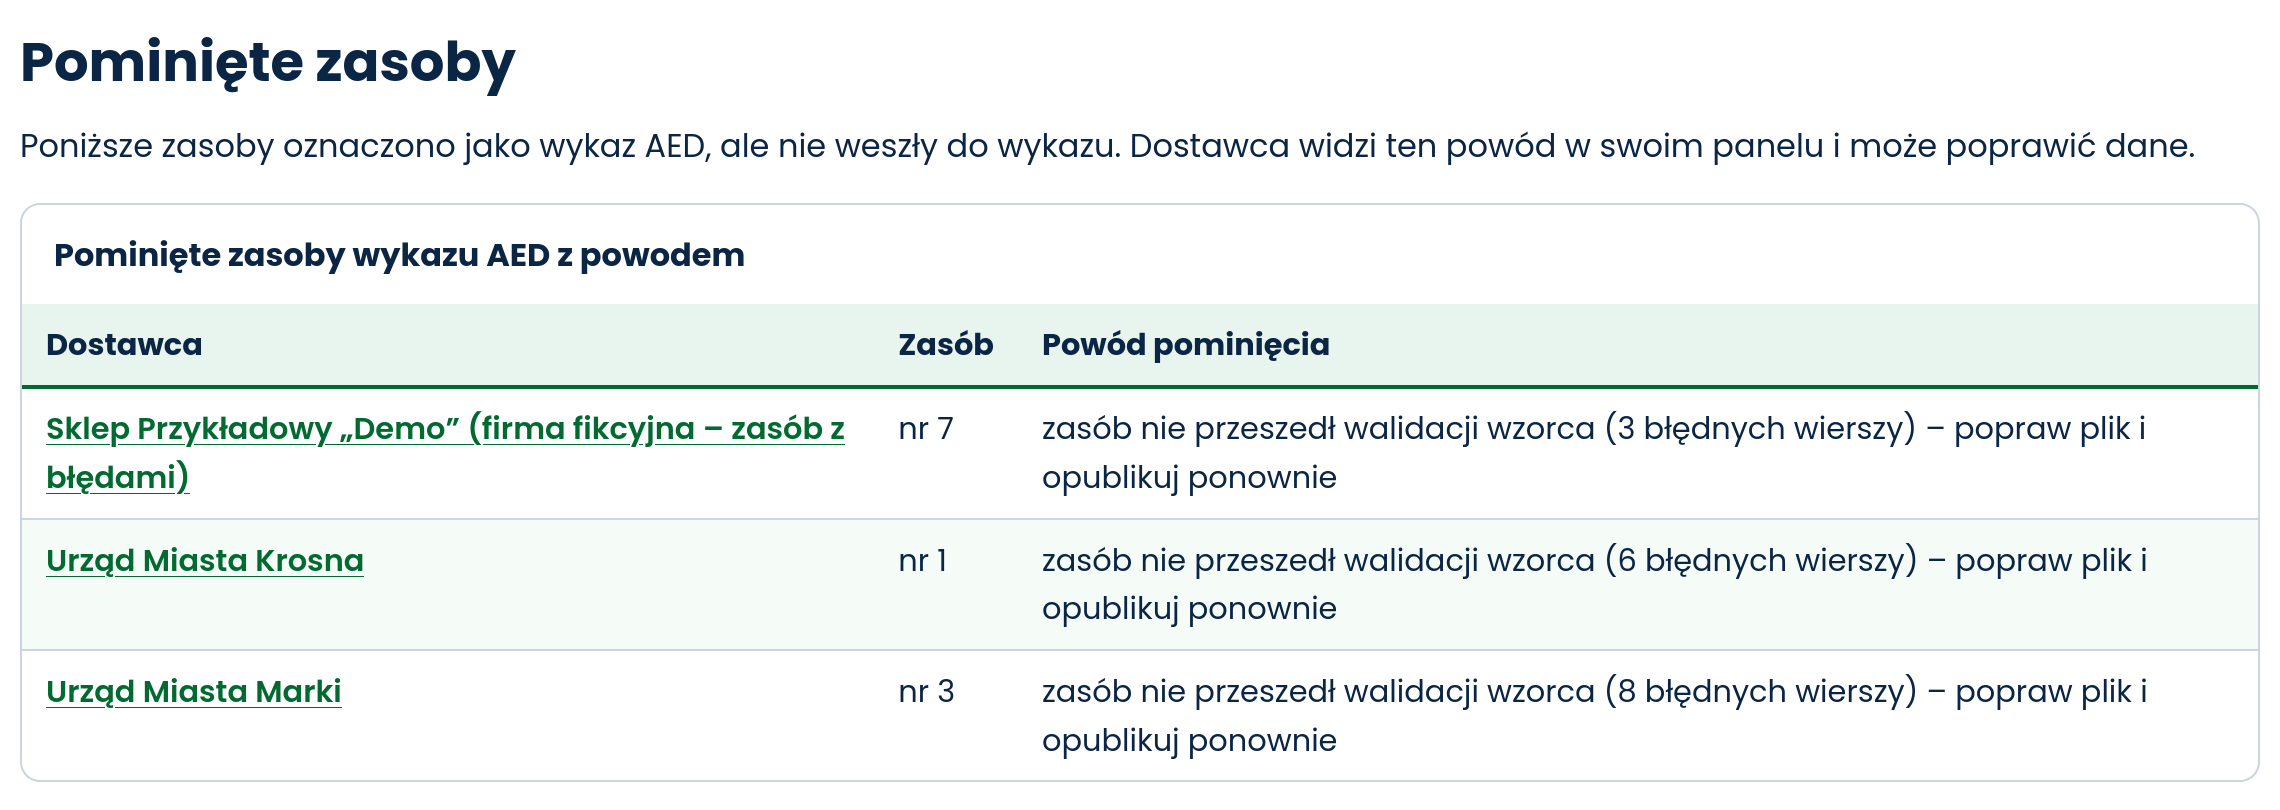 Pominięte zasoby
Poniższe zasoby oznaczono jako wykaz AED, ale nie weszły do wykazu. Dostawca widzi ten powód w swoim panelu i może poprawić dane.
Pominięte zasoby wykazu AED z powodem
Dostawca Zasób Powód pominięcia
Sklep Przykładowy „Demo” (firma fikcyjna – zasób z nr 7 zasób nie przeszedł walidacji wzorca (3 błędnych wierszy) – popraw plik i
błędami) opublikuj ponownie
Urząd Miasta Krosna nr 1 zasób nie przeszedł walidacji wzorca (6 błędnych wierszy) – popraw plik i
opublikuj ponownie
Urząd Miasta Marki nr 3 zasób nie przeszedł walidacji wzorca (8 błędnych wierszy) – popraw plik i
opublikuj ponownie